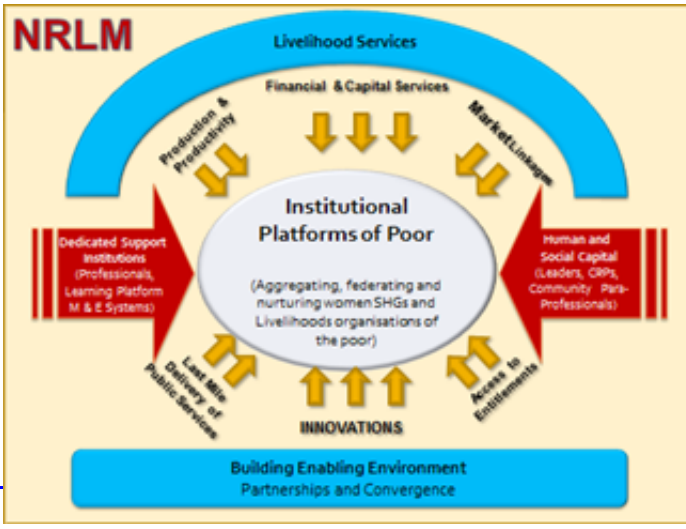 NRLM
Livelihood Services
Financial & Capital Services
Production &
Productivity
Market Linkages
Institutional
Platforms of Poor
(Aggregating, federating and
nurturing women SHGs and
Livelihoods organisations of
the poor)
Dedicated Support
Institutions
(Professionals,
Learning Platform
M & E Systems)
Human and
Social Capital
(Leaders, CRPs,
Community Para-
Professionals)
Last Mile
Delivery of
Public Services
INNOVATIONS
Access to
Entitlements
Building Enabling Environment
Partnerships and Convergence